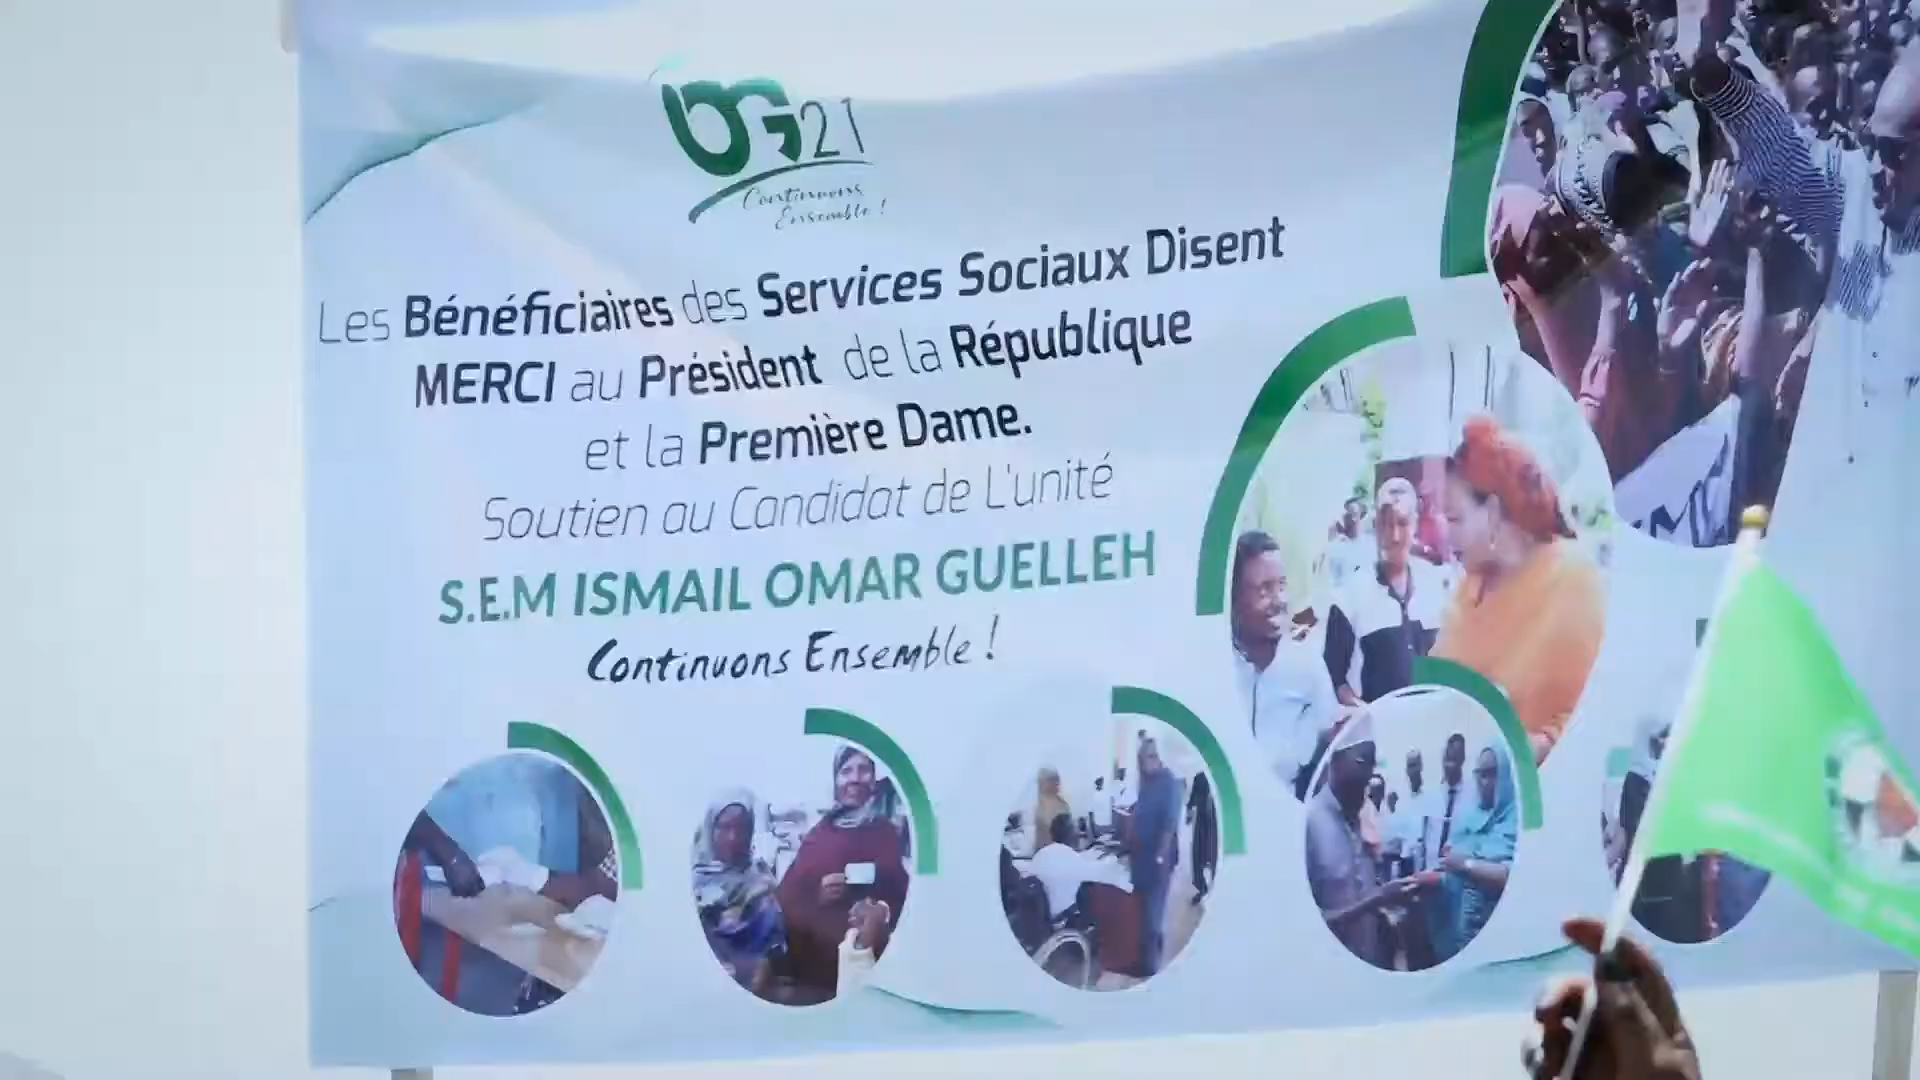 IOG21
Continuons
Ensemble !
Les Bénéficiaires des Services Sociaux Disent
MERCI au Président de la République
et la Première Dame.
Soutien au Candidat de L'unité
S.E.M ISMAIL OMAR GUELLEH
Continuons Ensemble !